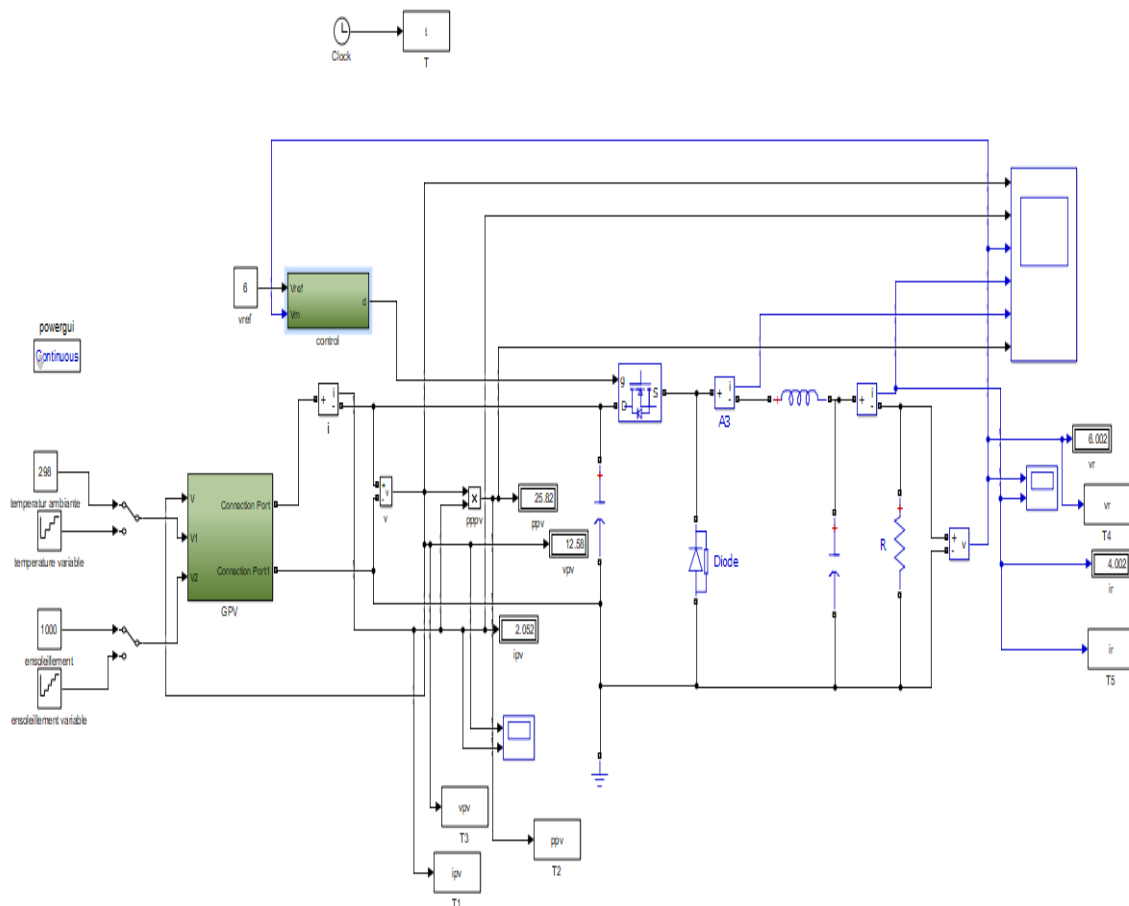 t
Clock
T
6
vref
Vref
Vm
d
control
powergui
Continuous
i
-
+
i
g
D
S
+
i
-
A3
+
i
-
298
temperatur ambiante
temperature variable
V
V1
V2
Connection Port
Connection Port1
GPV
+
-
v
v
×
pppv
25.82
ppv
12.58
vpv
2.052
ipv
Diode
R
+
-
v
6.002
vr
vr
T4
4.002
ir
ir
T5
1000
ensoleillement
ensoleillement variable
vpv
T3
ppv
T2
ipv
T1